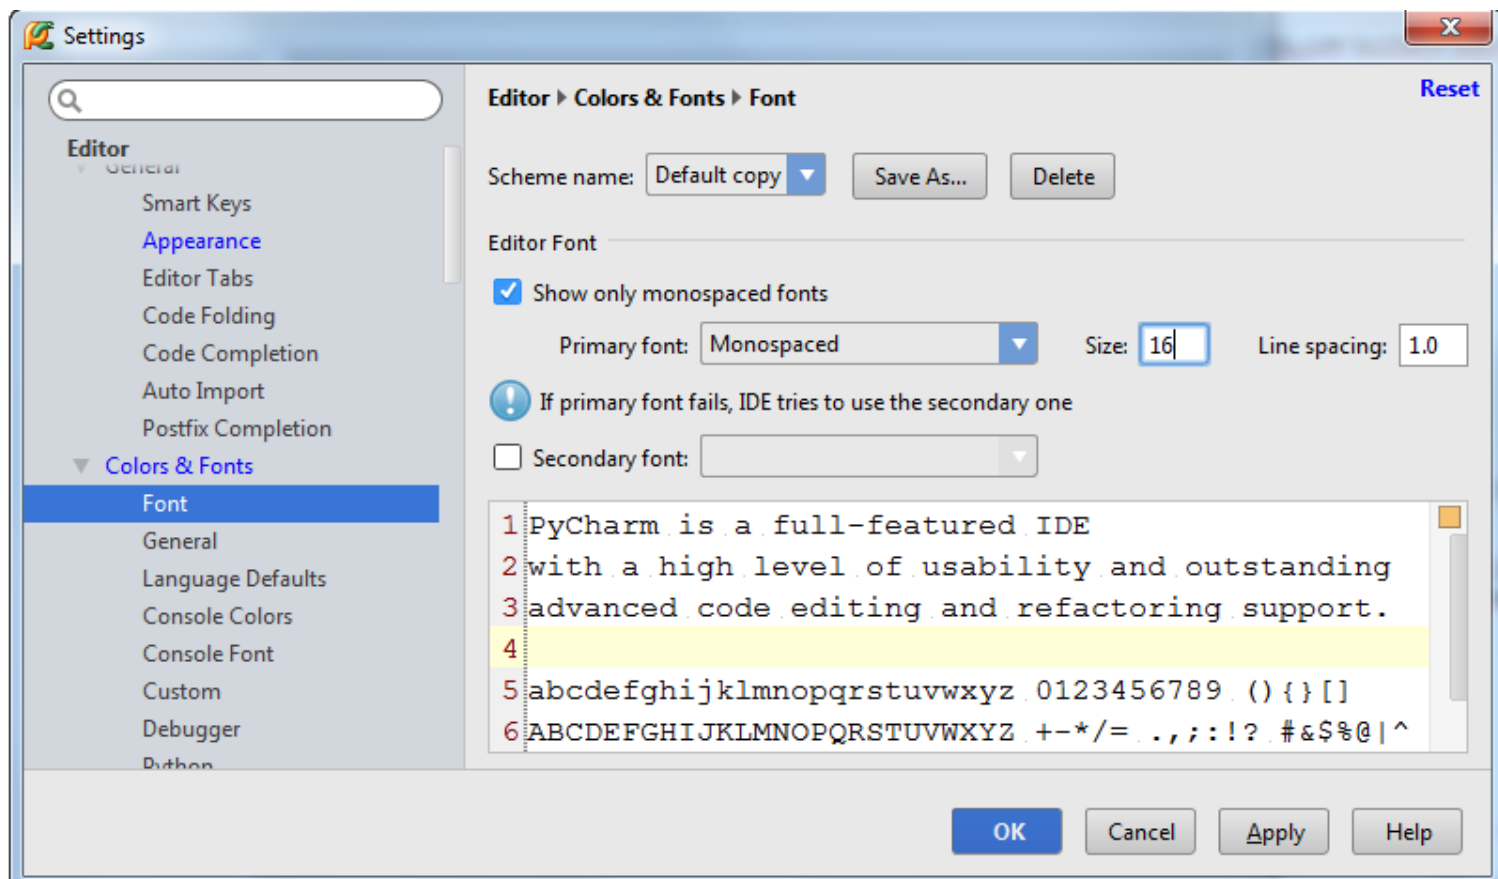 Settings
X
Reset
Editor
General
Smart Keys
Appearance
Editor Tabs
Code Folding
Code Completion
Auto Import
Postfix Completion
Colors & Fonts
Font
General
Language Defaults
Console Colors
Console Font
Custom
Debugger
Python
Editor ▸ Colors & Fonts ▸ Font
Scheme name: Default copy Save As... Delete
Editor Font
Show only monospaced fonts
Primary font: Monospaced Size: 16 Line spacing: 1.0
! If primary font fails, IDE tries to use the secondary one
Secondary font:
1 PyCharm is a full-featured IDE
2 with a high level of usability and outstanding
3 advanced code editing and refactoring support.
4
5 abcdefghijklmnopqrstuvwxyz 0123456789 (){}[]
6 ABCDEFGHIJKLMNOPQRSTUVWXYZ +-*/= .,;:!? #&$%@|^
OK Cancel Apply Help